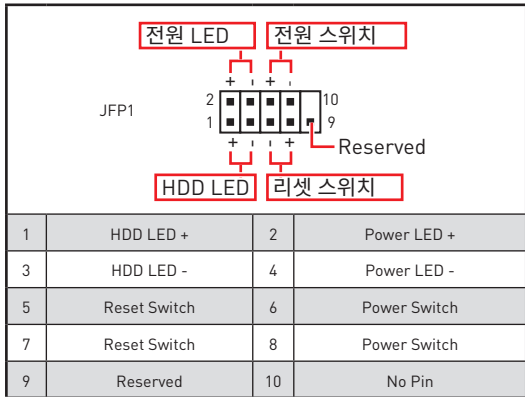 전원 LED 전원 스위치
+ - + -
2 10
JFP1
1 9
+ - - +
Reserved
HDD LED 리셋 스위치
1 HDD LED + 2 Power LED +
3 HDD LED - 4 Power LED -
5 Reset Switch 6 Power Switch
7 Reset Switch 8 Power Switch
9 Reserved 10 No Pin